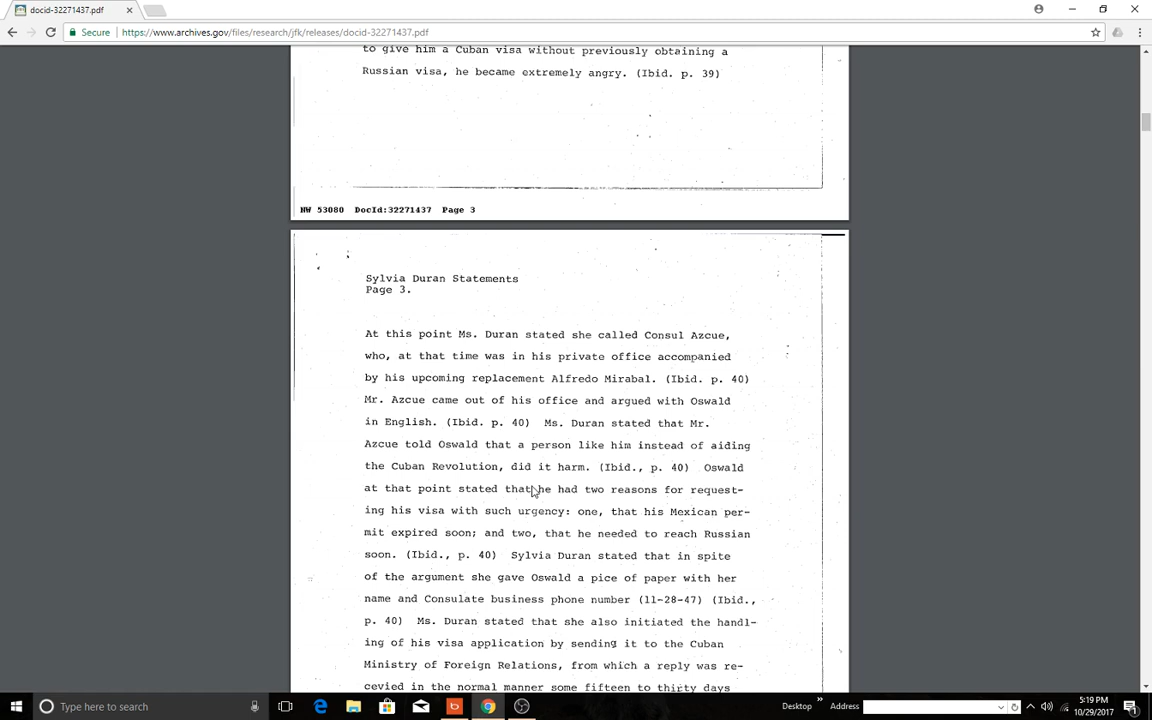 docid-32271437.pdf
Secure https://www.archives.gov/files/research/jfk/releases/docid-32271437.pdf
to give him a Cuban visa without previously obtaining a
Russian visa, he became extremely angry. (Ibid. p. 39)
NW 53080 DocId:32271437 Page 3
Sylvia Duran Statements
Page 3.
At this point Ms. Duran stated she called Consul Azcue,
who, at that time was in his private office accompanied
by his upcoming replacement Alfredo Mirabal. (Ibid. p. 40)
Mr. Azcue came out of his office and argued with Oswald
in English. (Ibid. p. 40) Ms. Duran stated that Mr.
Azcue told Oswald that a person like him instead of aiding
the Cuban Revolution, did it harm. (Ibid., p. 40) Oswald
at that point stated that he had two reasons for request-
ing his visa with such urgency: one, that his Mexican per-
mit expired soon; and two, that he needed to reach Russian
soon. (Ibid., p. 40) Sylvia Duran stated that in spite
of the argument she gave Oswald a pice of paper with her
name and Consulate business phone number (11-28-47) (Ibid.,
p. 40) Ms. Duran stated that she also initiated the handl-
ing of his visa application by sending it to the Cuban
Ministry of Foreign Relations, from which a reply was re-
cevied in the normal manner some fifteen to thirty days
Type here to search
Desktop
Address
5:19 PM
10/29/2017